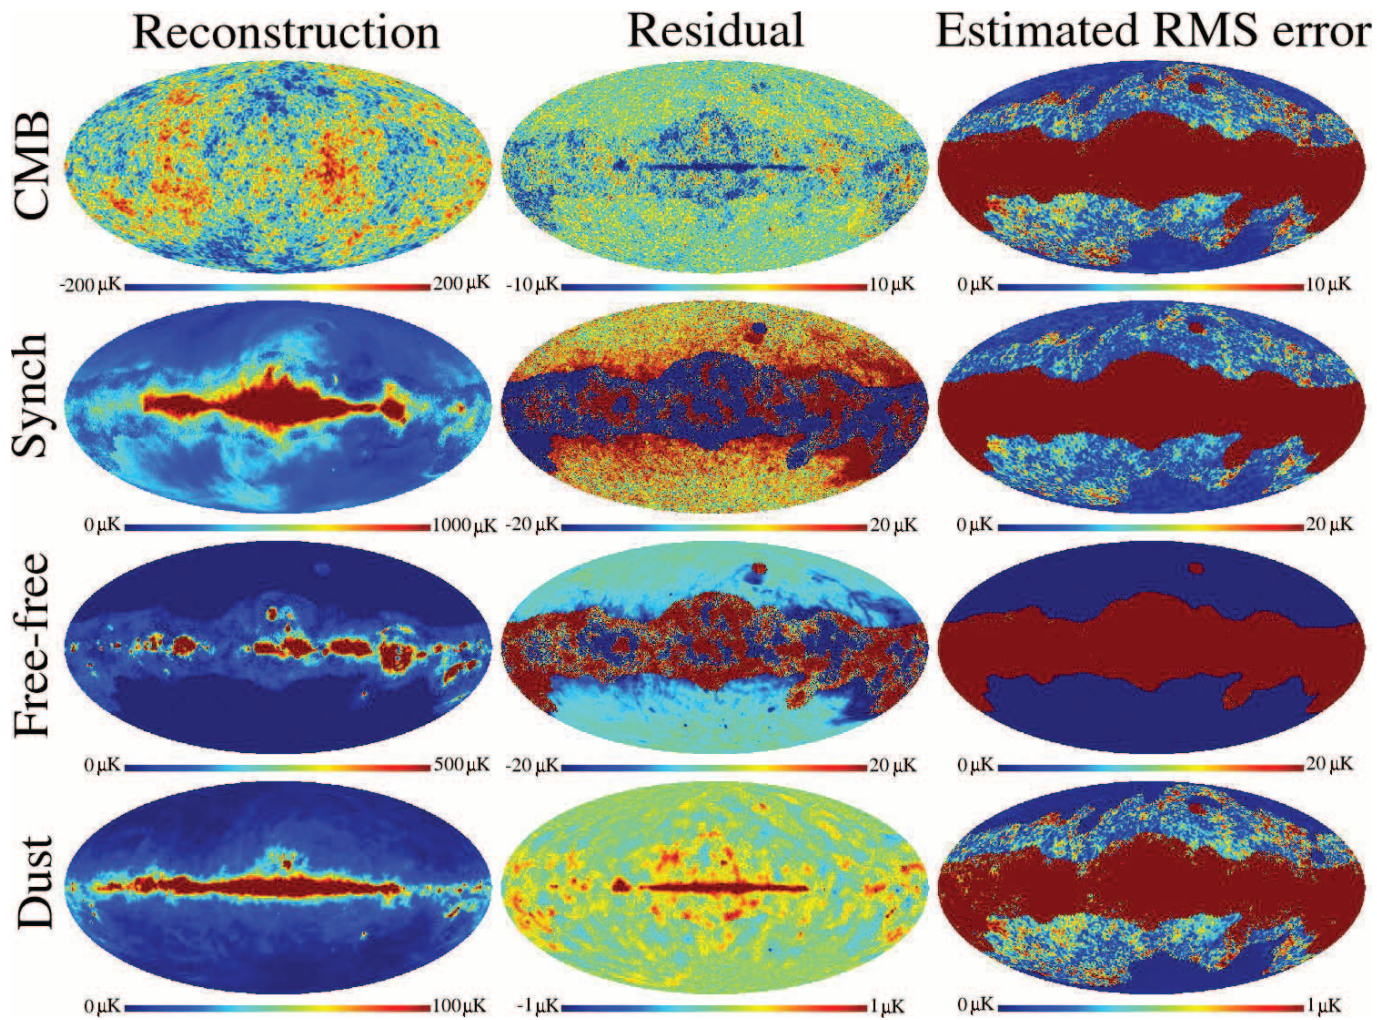 Reconstruction Residual Estimated RMS error
CMB
-200 μK 200 μK -10 μK 10 μK 0 μK 10 μK
Synch
0 μK 1000 μK -20 μK 20 μK 0 μK 20 μK
Free-free
0 μK 500 μK -20 μK 20 μK 0 μK 20 μK
Dust
0 μK 100 μK -1 μK 1 μK 0 μK 1 μK